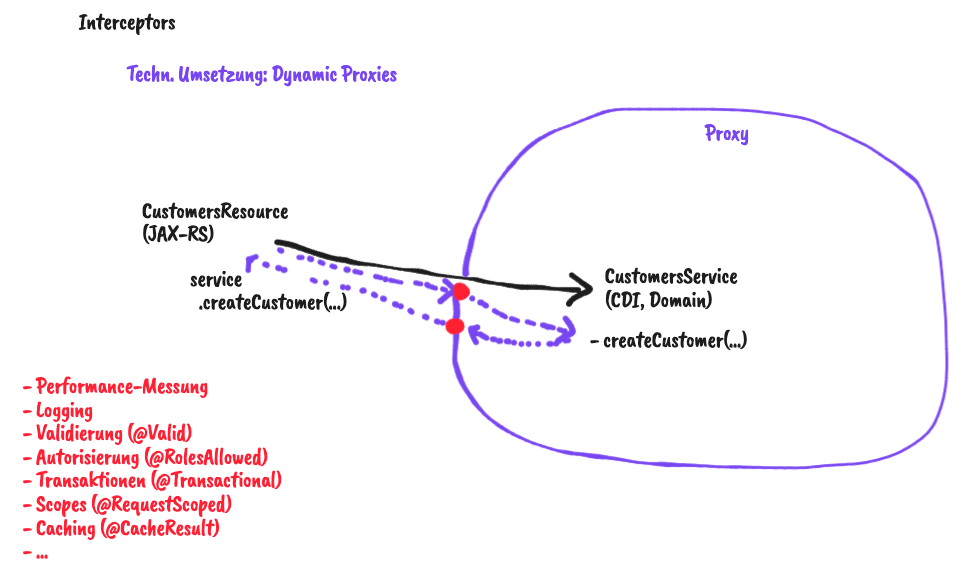 Interceptors
Techn. Umsetzung: Dynamic Proxies
Proxy
CustomersResource
(JAX-RS)
service
.createCustomer(...)
CustomersService
(CDI, Domain)
- createCustomer(...)
- Performance-Messung
- Logging
- Validierung (@Valid)
- Autorisierung (@RolesAllowed)
- Transaktionen (@Transactional)
- Scopes (@RequestScoped)
- Caching (@CacheResult)
- ...